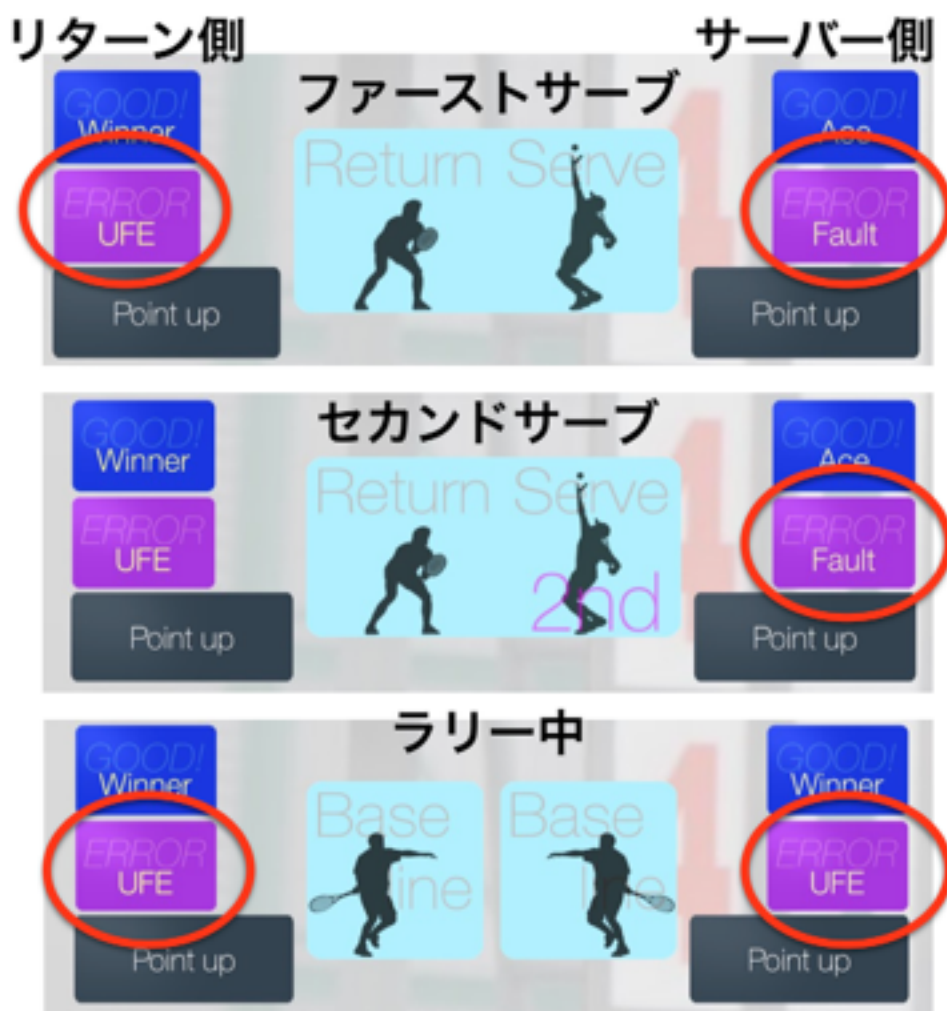 リターン側
サーバー側
ファーストサーブ
GOOD!
Winner
ERROR
UFE
Point up
Return Serve
GOOD!
Ace
ERROR
Fault
Point up
セカンドサーブ
GOOD!
Winner
ERROR
UFE
Point up
Return Serve
2nd
GOOD!
Ace
ERROR
Fault
Point up
ラリー中
GOOD!
Winner
ERROR
UFE
Point up
Base
line
Base
line
GOOD!
Winner
ERROR
UFE
Point up